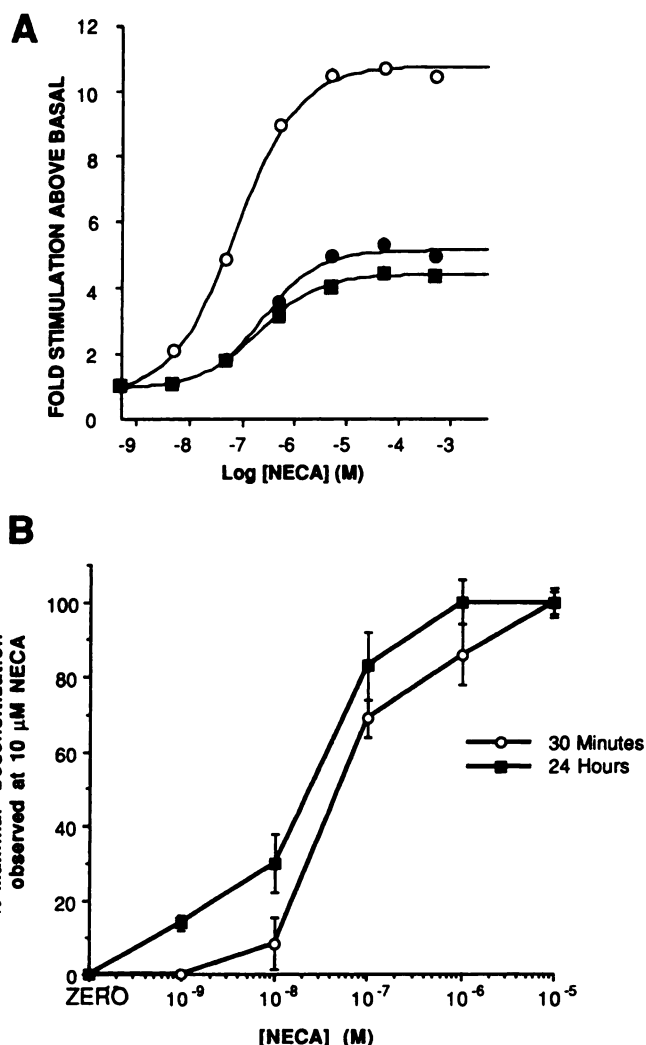 A
FOLD STIMULATION ABOVE BASAL
12
10
8
6
4
2
0
-9 -8 -7 -6 -5 -4 -3
Log [NECA] (M)
B
observed at 10 µM NECA
100
80
60
40
20
0
30 Minutes
24 Hours
ZERO 10-9 10-8 10-7 10-6 10-5
[NECA] (M)